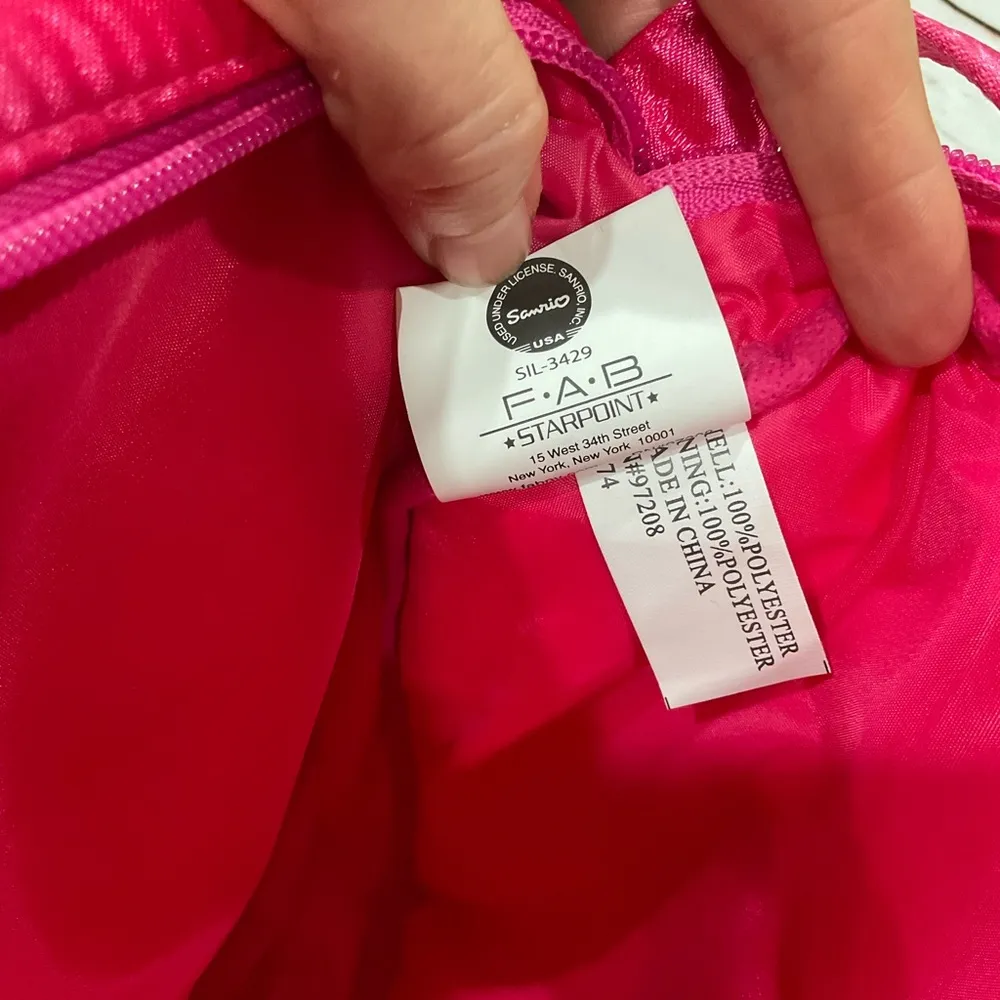 USED UNDER LICENSE. SANRIO, INC.
Sanrio
USA
SIL-3429
F·A·B
★STARPOINT★
15 West 34th Street
New York, New York 10001
ELL:100%POLYESTER
NING:100%POLYESTER
ADE IN CHINA
N#97208
74